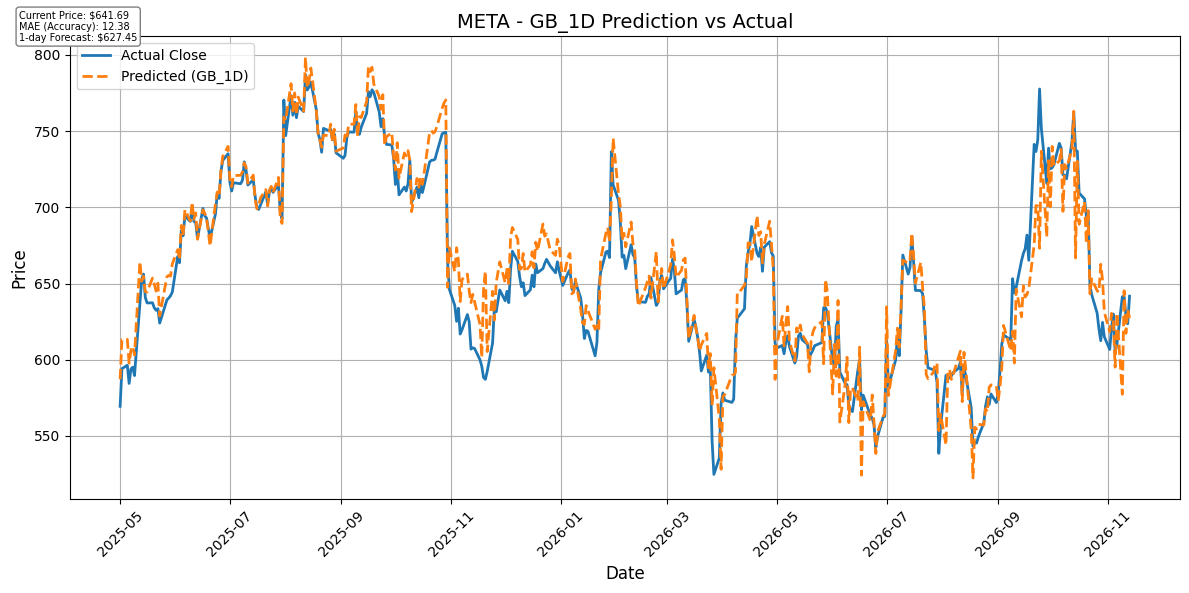 META - GB_1D Prediction vs Actual
Current Price: $641.69
MAE (Accuracy): 12.38
1-day Forecast: $627.45
Actual Close
Predicted (GB_1D)
Price
800
750
700
650
600
550
2025-05
2025-07
2025-09
2025-11
2026-01
2026-03
2026-05
2026-07
2026-09
2026-11
Date